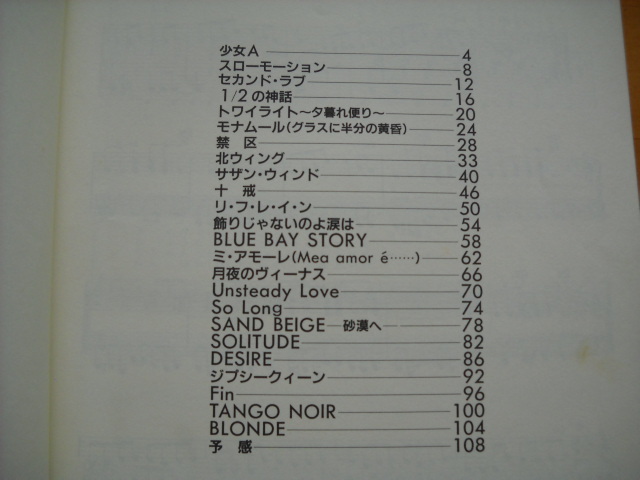 少女A 4
スローモーション 8
セカンド・ラブ 12
1/2の神話 16
トワイライト〜夕暮れ便り〜 20
モナムール(グラスに半分の黄昏) 24
禁区 28
北ウィング 33
サザン・ウィンド 40
十戒 46
リ・フ・レ・イ・ン 50
飾りじゃないのよ涙は 54
BLUE BAY STORY 58
ミ・アモーレ(Mea amor é……) 62
月夜のヴィーナス 66
Unsteady Love 70
So Long 74
SAND BEIGE —砂漠へ— 78
SOLITUDE 82
DESIRE 86
ジプシークィーン 92
Fin 96
TANGO NOIR 100
BLONDE 104
予感 108